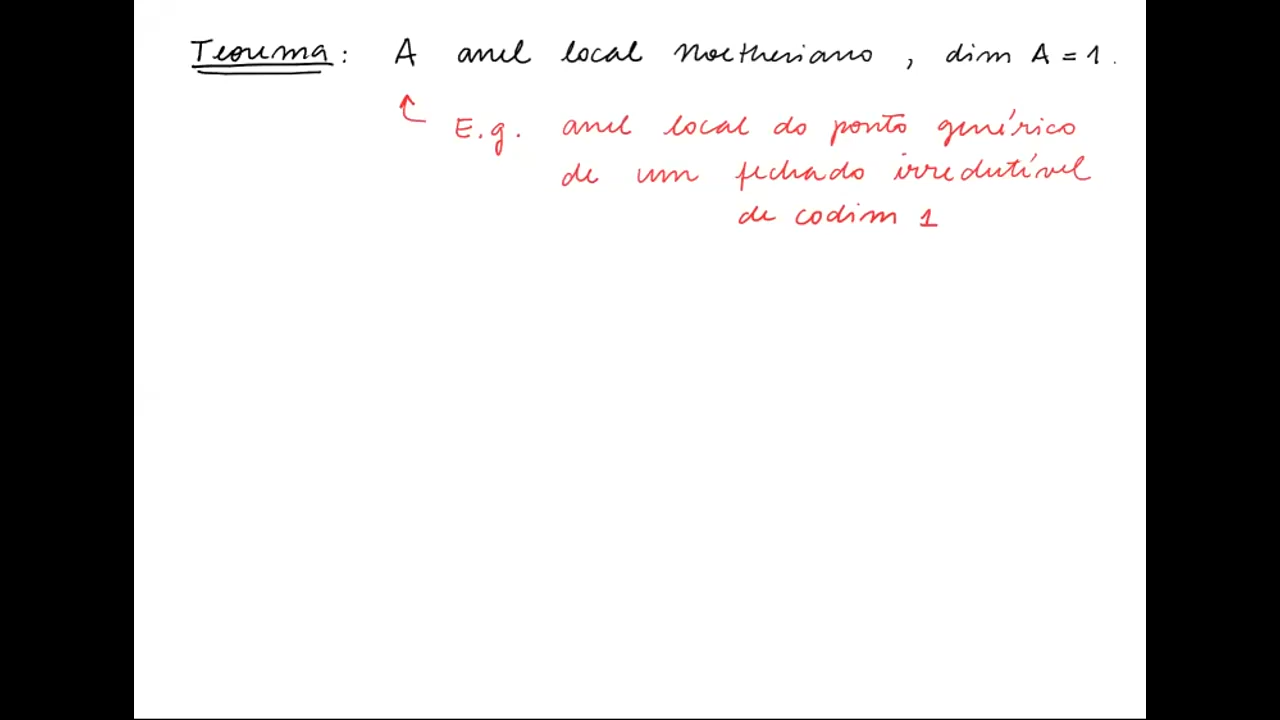 Teorema : A anel local Noetheriano , dim A = 1 .
E.g. anel local do ponto genérico
de um fechado irredutível
de codim 1